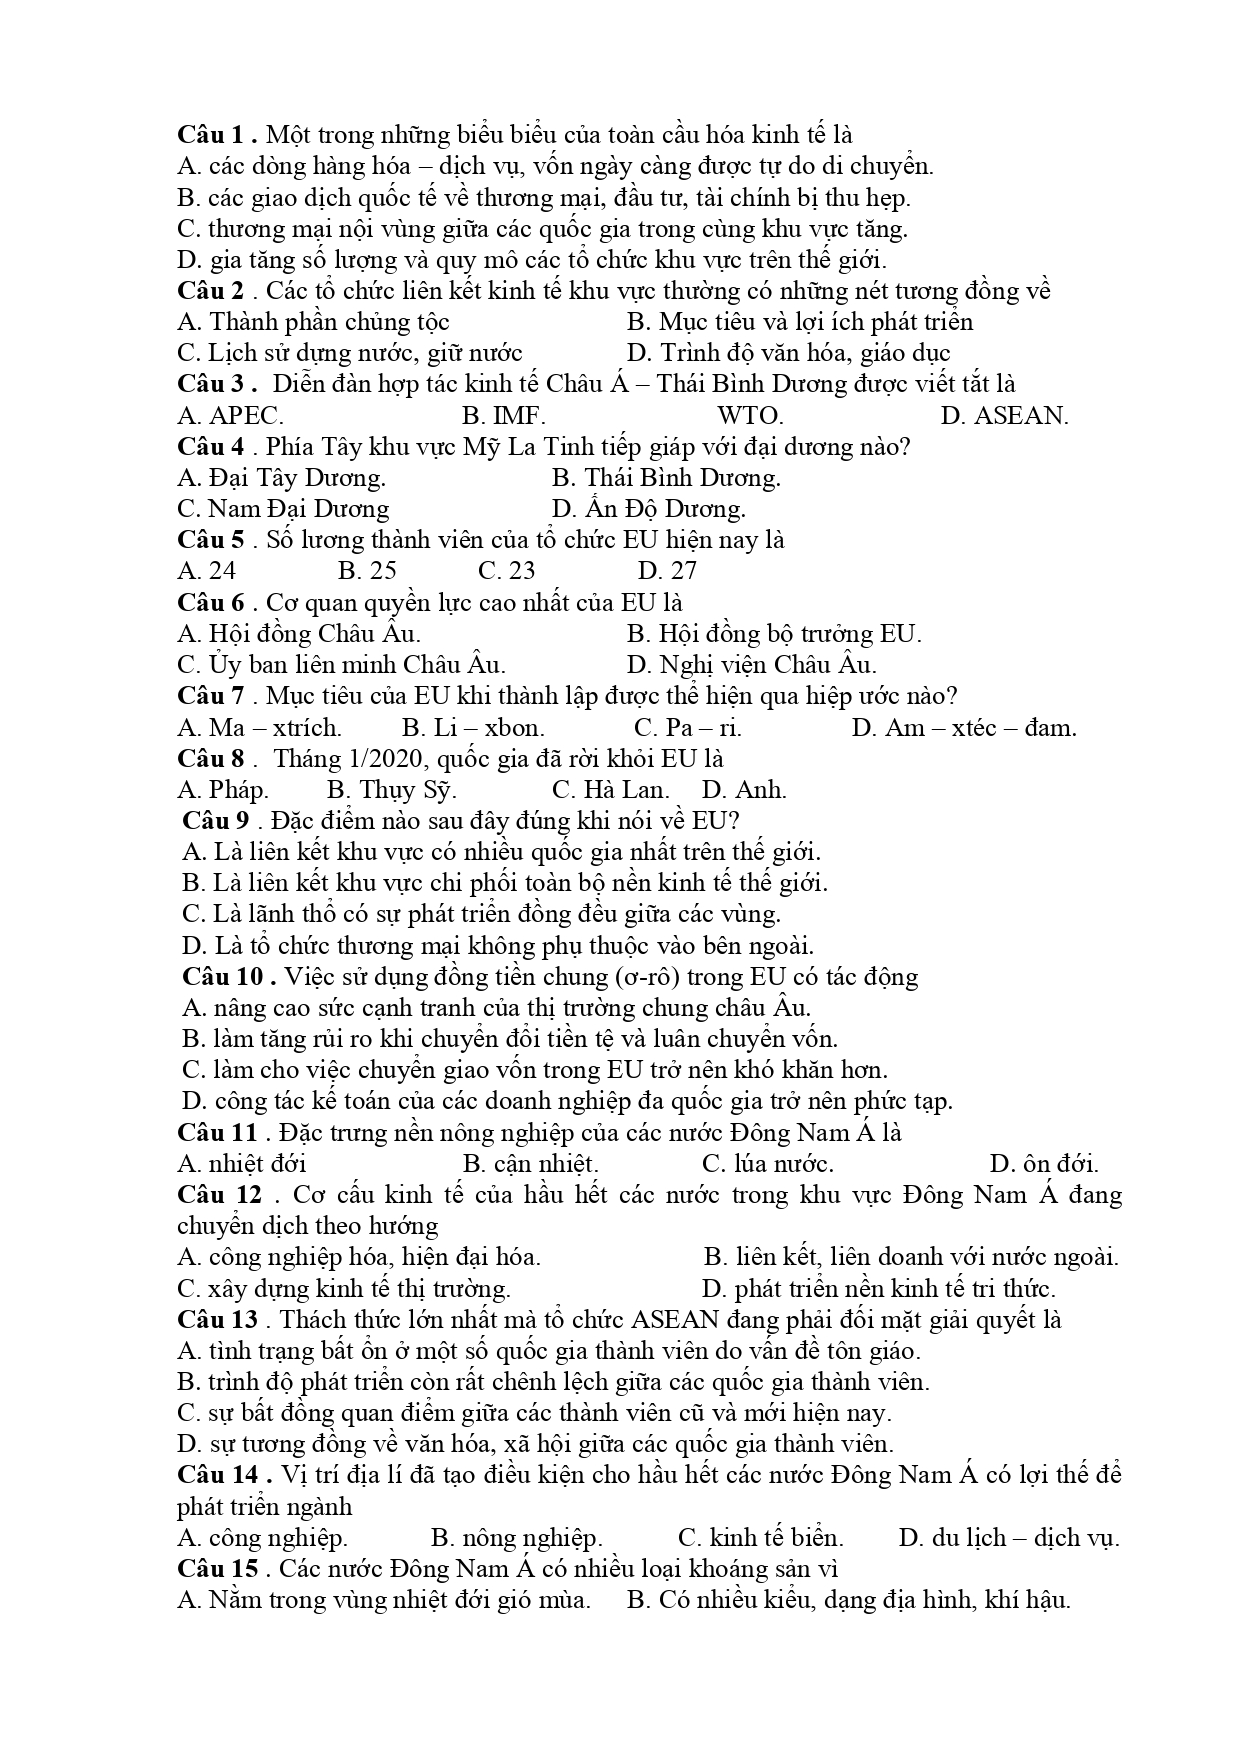 Câu 1 . Một trong những biểu biểu của toàn cầu hóa kinh tế là
A. các dòng hàng hóa – dịch vụ, vốn ngày càng được tự do di chuyển.
B. các giao dịch quốc tế về thương mại, đầu tư, tài chính bị thu hẹp.
C. thương mại nội vùng giữa các quốc gia trong cùng khu vực tăng.
D. gia tăng số lượng và quy mô các tổ chức khu vực trên thế giới.
Câu 2 . Các tổ chức liên kết kinh tế khu vực thường có những nét tương đồng về
A. Thành phần chủng tộc B. Mục tiêu và lợi ích phát triển
C. Lịch sử dựng nước, giữ nước D. Trình độ văn hóa, giáo dục
Câu 3 . Diễn đàn hợp tác kinh tế Châu Á – Thái Bình Dương được viết tắt là
A. APEC. B. IMF. WTO. D. ASEAN.
Câu 4 . Phía Tây khu vực Mỹ La Tinh tiếp giáp với đại dương nào?
A. Đại Tây Dương. B. Thái Bình Dương.
C. Nam Đại Dương D. Ấn Độ Dương.
Câu 5 . Số lương thành viên của tổ chức EU hiện nay là
A. 24 B. 25 C. 23 D. 27
Câu 6 . Cơ quan quyền lực cao nhất của EU là
A. Hội đồng Châu Âu. B. Hội đồng bộ trưởng EU.
C. Ủy ban liên minh Châu Âu. D. Nghị viện Châu Âu.
Câu 7 . Mục tiêu của EU khi thành lập được thể hiện qua hiệp ước nào?
A. Ma – xtrích. B. Li – xbon. C. Pa – ri. D. Am – xtéc – đam.
Câu 8 . Tháng 1/2020, quốc gia đã rời khỏi EU là
A. Pháp. B. Thụy Sỹ. C. Hà Lan. D. Anh.
Câu 9 . Đặc điểm nào sau đây đúng khi nói về EU?
A. Là liên kết khu vực có nhiều quốc gia nhất trên thế giới.
B. Là liên kết khu vực chi phối toàn bộ nền kinh tế thế giới.
C. Là lãnh thổ có sự phát triển đồng đều giữa các vùng.
D. Là tổ chức thương mại không phụ thuộc vào bên ngoài.
Câu 10 . Việc sử dụng đồng tiền chung (ơ-rô) trong EU có tác động
A. nâng cao sức cạnh tranh của thị trường chung châu Âu.
B. làm tăng rủi ro khi chuyển đổi tiền tệ và luân chuyển vốn.
C. làm cho việc chuyển giao vốn trong EU trở nên khó khăn hơn.
D. công tác kế toán của các doanh nghiệp đa quốc gia trở nên phức tạp.
Câu 11 . Đặc trưng nền nông nghiệp của các nước Đông Nam Á là
A. nhiệt đới B. cận nhiệt. C. lúa nước. D. ôn đới.
Câu 12 . Cơ cấu kinh tế của hầu hết các nước trong khu vực Đông Nam Á đang
chuyển dịch theo hướng
A. công nghiệp hóa, hiện đại hóa. B. liên kết, liên doanh với nước ngoài.
C. xây dựng kinh tế thị trường. D. phát triển nền kinh tế tri thức.
Câu 13 . Thách thức lớn nhất mà tổ chức ASEAN đang phải đối mặt giải quyết là
A. tình trạng bất ổn ở một số quốc gia thành viên do vấn đề tôn giáo.
B. trình độ phát triển còn rất chênh lệch giữa các quốc gia thành viên.
C. sự bất đồng quan điểm giữa các thành viên cũ và mới hiện nay.
D. sự tương đồng về văn hóa, xã hội giữa các quốc gia thành viên.
Câu 14 . Vị trí địa lí đã tạo điều kiện cho hầu hết các nước Đông Nam Á có lợi thế để
phát triển ngành
A. công nghiệp. B. nông nghiệp. C. kinh tế biển. D. du lịch – dịch vụ.
Câu 15 . Các nước Đông Nam Á có nhiều loại khoáng sản vì
A. Nằm trong vùng nhiệt đới gió mùa. B. Có nhiều kiểu, dạng địa hình, khí hậu.